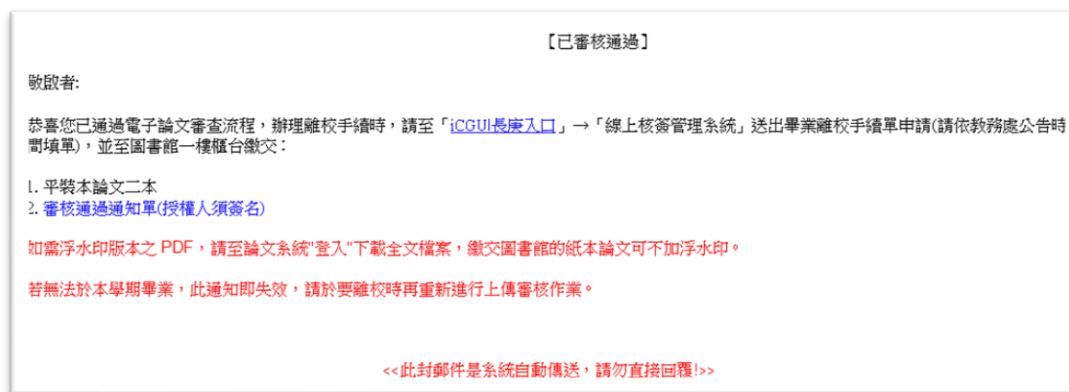 【已審核通過】
敬啟者:
恭喜您已通過電子論文審查流程，辦理離校手續時，請至「iCGU|長庚入口」→「線上核簽管理系統」送出畢業離校手續單申請(請依教務處公告時
間填單)，並至圖書館一樓櫃台繳交：
1. 平裝本論文二本
2. 審核通過通知單(授權人須簽名)
如需浮水印版本之 PDF，請至論文系統"登入"下載全文檔案，繳交圖書館的紙本論文可不加浮水印。
若無法於本學期畢業，此通知即失效，請於要離校時再重新進行上傳審核作業。
<<此封郵件是系統自動傳送，請勿直接回覆!>>